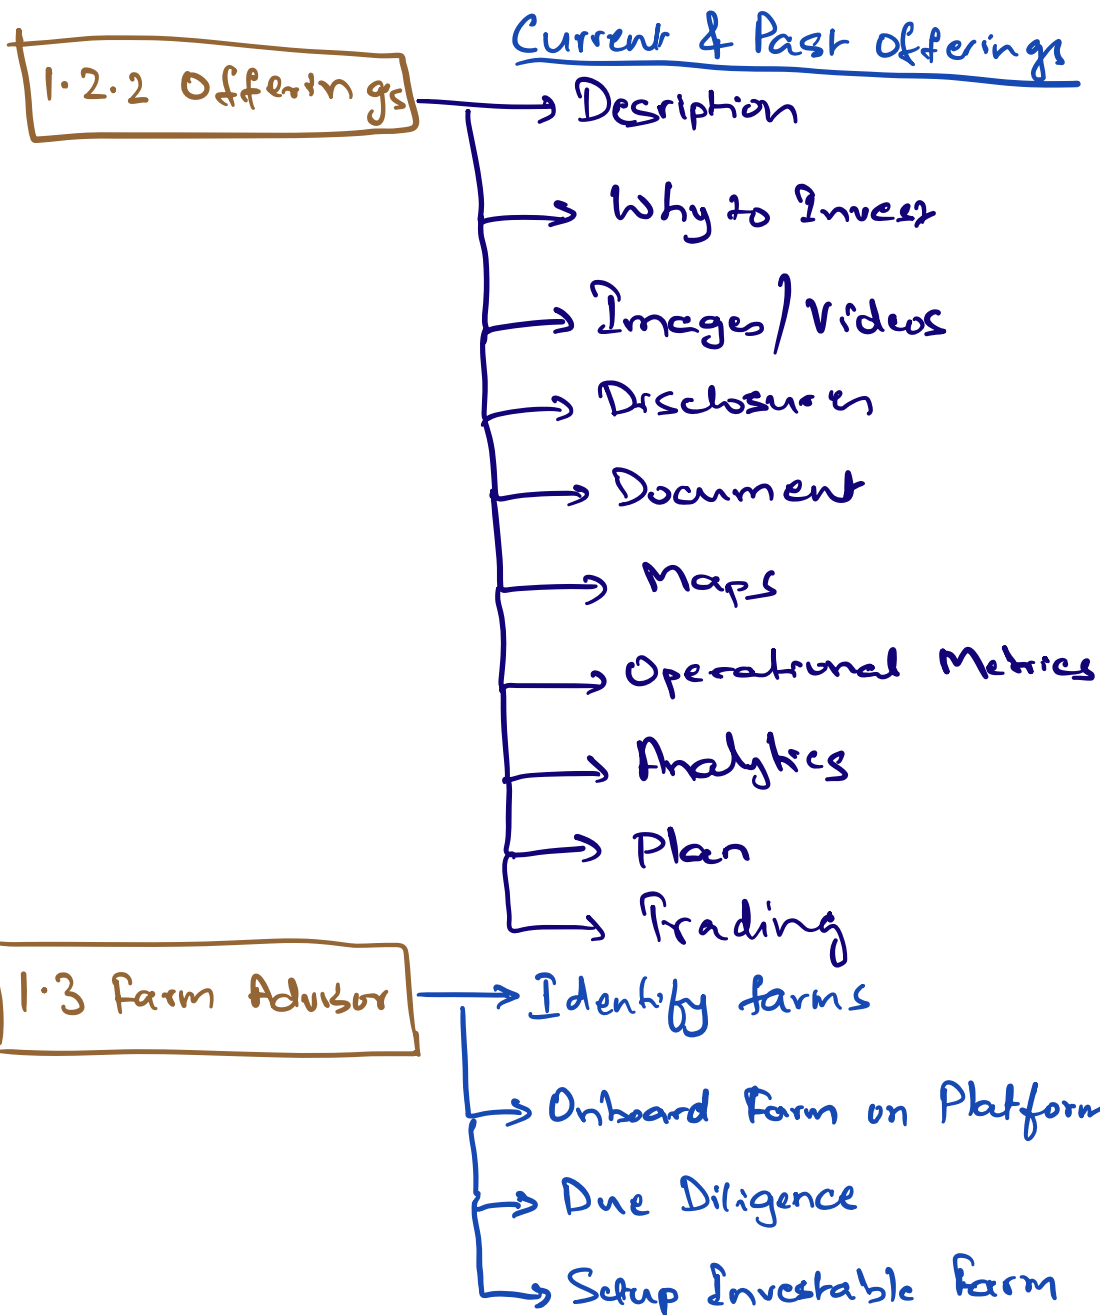 Current & Past Offerings
1.2.2 Offerings
Desription
Why to Invest
Images/Videos
Disclosures
Document
Maps
Operational Metrics
Analytics
Plan
Trading
1.3 Farm Advisor
Identify farms
Onboard Farm on Platform
Due Diligence
Setup Investable Farm